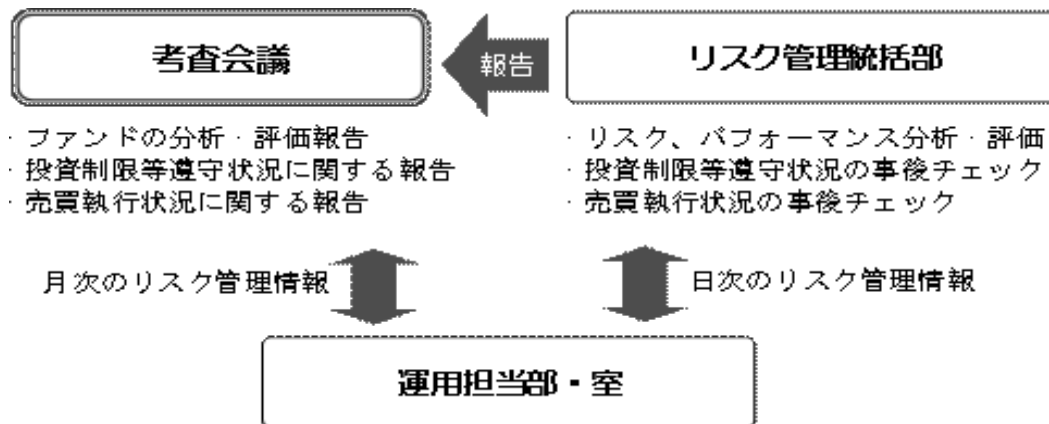 考査会議
報告
リスク管理統括部
・ファンドの分析・評価報告
・投資制限等遵守状況に関する報告
・売買執行状況に関する報告
・リスク、パフォーマンス分析・評価
・投資制限等遵守状況の事後チェック
・売買執行状況の事後チェック
月次のリスク管理情報
日次のリスク管理情報
運用担当部・室